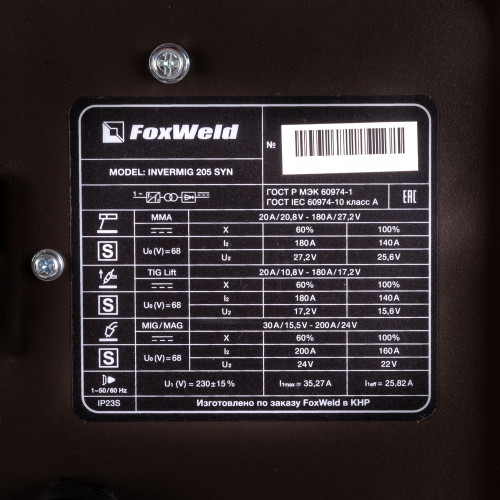 FoxWeld
№
MODEL: INVERMIG 205 SYN
1~
ГОСТ Р МЭК 60974-1
ГОСТ IEC 60974-10 класс А
EAC
MMA 20A/20,8V - 180A/27,2V
S U₀(V)=68 X 60% 100%
I₂ 180A 140A
U₂ 27,2V 25,6V
TIG Lift 20A/10,8V - 180A/17,2V
S U₀(V)=68 X 60% 100%
I₂ 180A 140A
U₂ 17,2V 15,6V
MIG/MAG 30A/15,5V - 200A/24V
S U₀(V)=68 X 60% 100%
I₂ 200A 160A
U₂ 24V 22V
1~50/60 Hz U₁ (V) = 230±15% I₁max = 35,27A I₁eff = 25,82A
IP23S Изготовлено по заказу FoxWeld в КНР